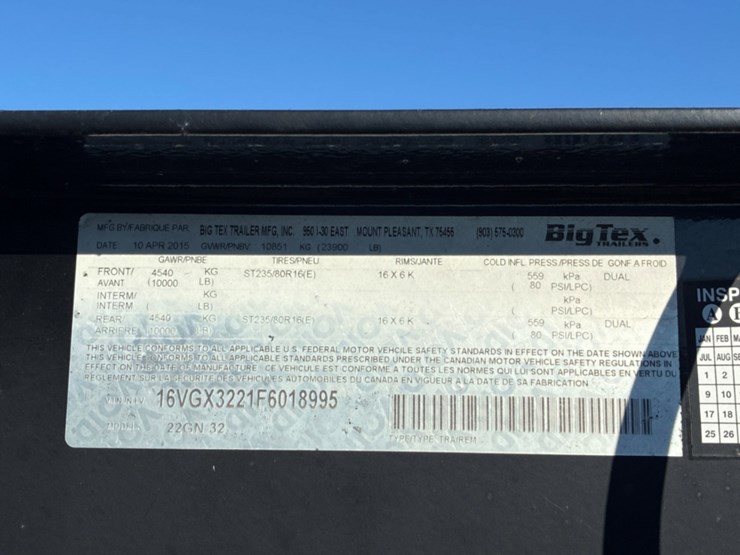 MFG BY/FABRIQUE PAR BIG TEX TRAILER MFG, INC. 950 I-30 EAST MOUNT PLEASANT, TX 75455 (903) 575-0300 Big Tex TRAILERS
DATE: 10 APR 2015 GVWR/PNBV: 10851 KG (23900 LB)
GAWR/PNBE TIRES/PNEU RIMS/JANTE COLD INFL. PRESS./PRESS DE GONF A FROID
FRONT/ 4540 KG ST235/80R16(E) 16 X 6 K 559 kPa DUAL
AVANT (10000 LB) ( 80 PSI/LPC)
INTERM/ KG kPa
INTERM ( LB) ( PSI/LPC)
REAR 4540 KG ST235/80R16(E) 16 X 6 K 559 kPa DUAL
ARRIERE (10000 LB) ( 80 PSI/LPC)
THIS VEHICLE CONFORMS TO ALL APPLICABLE U.S. FEDERAL MOTOR VEHICLE SAFETY STANDARDS IN EFFECT ON THE DATE SHOWN ABOVE
THIS VEHICLE CONFORMS TO ALL APPLICABLE STANDARDS PRESCRIBED UNDER THE CANADIAN MOTOR VEHICLE SAFETY REGULATIONS IN
EFFECT ON THE DATE OF MANUFACTURE / CE VEHICULE EST CONFORME A TOUTES LES NORMES QUI LUI SONT APPLICABLES EN VERTU DU
REGLEMENT SUR LA SECURITE DES VEHICULES AUTOMOBILES DU CANADA EN VIGUEUR A LA DATE DE SA FABRICATION
16VGX3221F6018995
MODELE 22GN 32
TYPE/TYPE TRA/REM
INSP
A
JAN FEB MA
JUL AUG SE
1 2
9 10
17 18
25 26